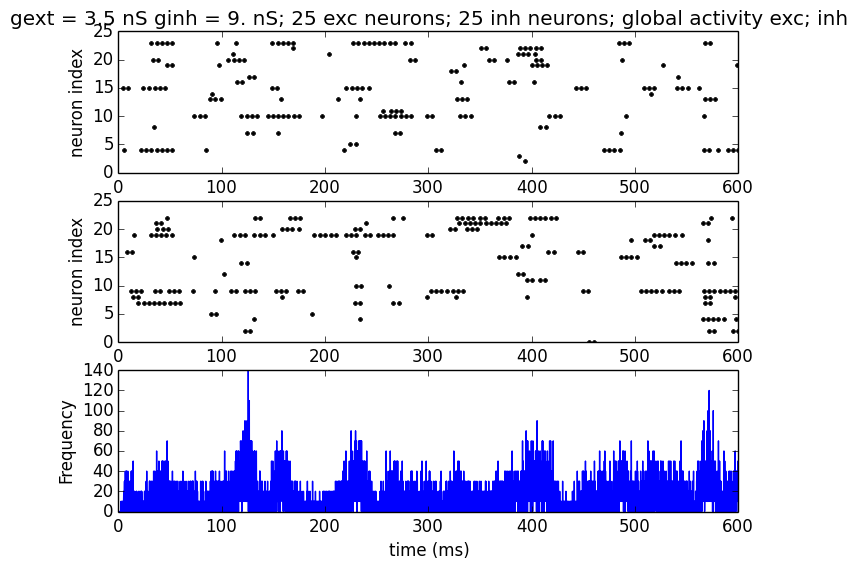 gext = 3.5 nS ginh = 9. nS; 25 exc neurons; 25 inh neurons; global activity exc; inh
25
20
15
10
5
0
neuron index
0 100 200 300 400 500 600
25
20
15
10
5
0
neuron index
0 100 200 300 400 500 600
140
120
100
80
60
40
20
0
Frequency
0 100 200 300 400 500 600
time (ms)